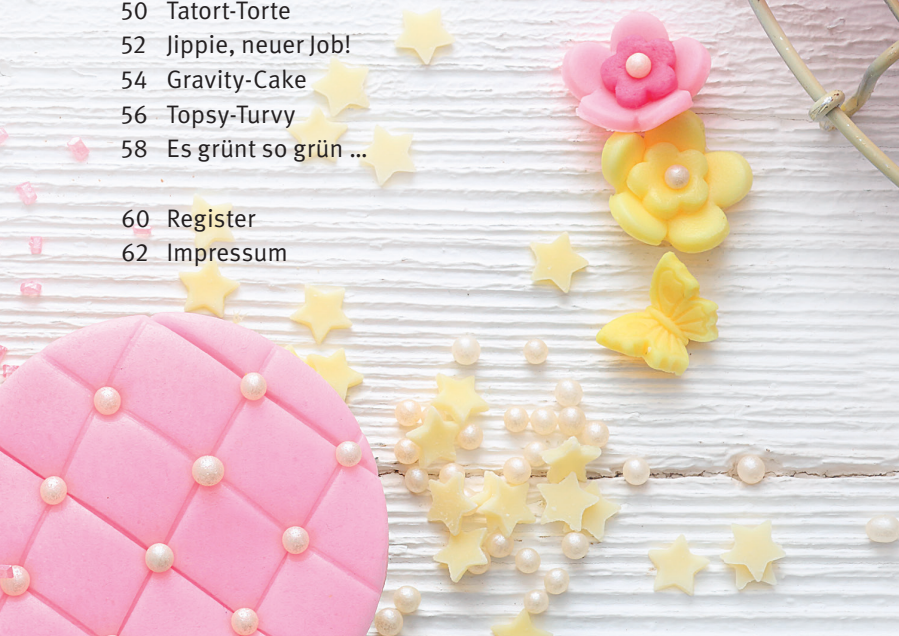 50 Tatort-Torte
52 Jippie, neuer Job!
54 Gravity-Cake
56 Topsy-Turvy
58 Es grünt so grün ...
60 Register
62 Impressum